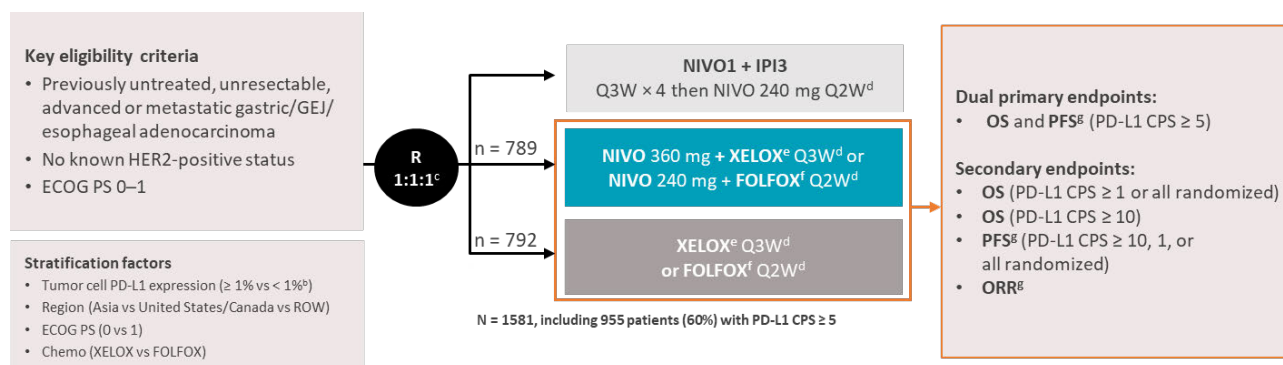 Key eligibility criteria
• Previously untreated, unresectable,
advanced or metastatic gastric/GEJ/
esophageal adenocarcinoma
• No known HER2-positive status
• ECOG PS 0–1
Stratification factors
• Tumor cell PD-L1 expression (≥ 1% vs < 1%ᵇ)
• Region (Asia vs United States/Canada vs ROW)
• ECOG PS (0 vs 1)
• Chemo (XELOX vs FOLFOX)
R
1:1:1ᶜ
n = 789
n = 792
NIVO1 + IPI3
Q3W × 4 then NIVO 240 mg Q2Wᵈ
NIVO 360 mg + XELOXᵉ Q3Wᵈ or
NIVO 240 mg + FOLFOXᶠ Q2Wᵈ
XELOXᵉ Q3Wᵈ
or FOLFOXᶠ Q2Wᵈ
N = 1581, including 955 patients (60%) with PD-L1 CPS ≥ 5
Dual primary endpoints:
• OS and PFSᵍ (PD-L1 CPS ≥ 5)
Secondary endpoints:
• OS (PD-L1 CPS ≥ 1 or all randomized)
• OS (PD-L1 CPS ≥ 10)
• PFSᵍ (PD-L1 CPS ≥ 10, 1, or
all randomized)
• ORRᵍ